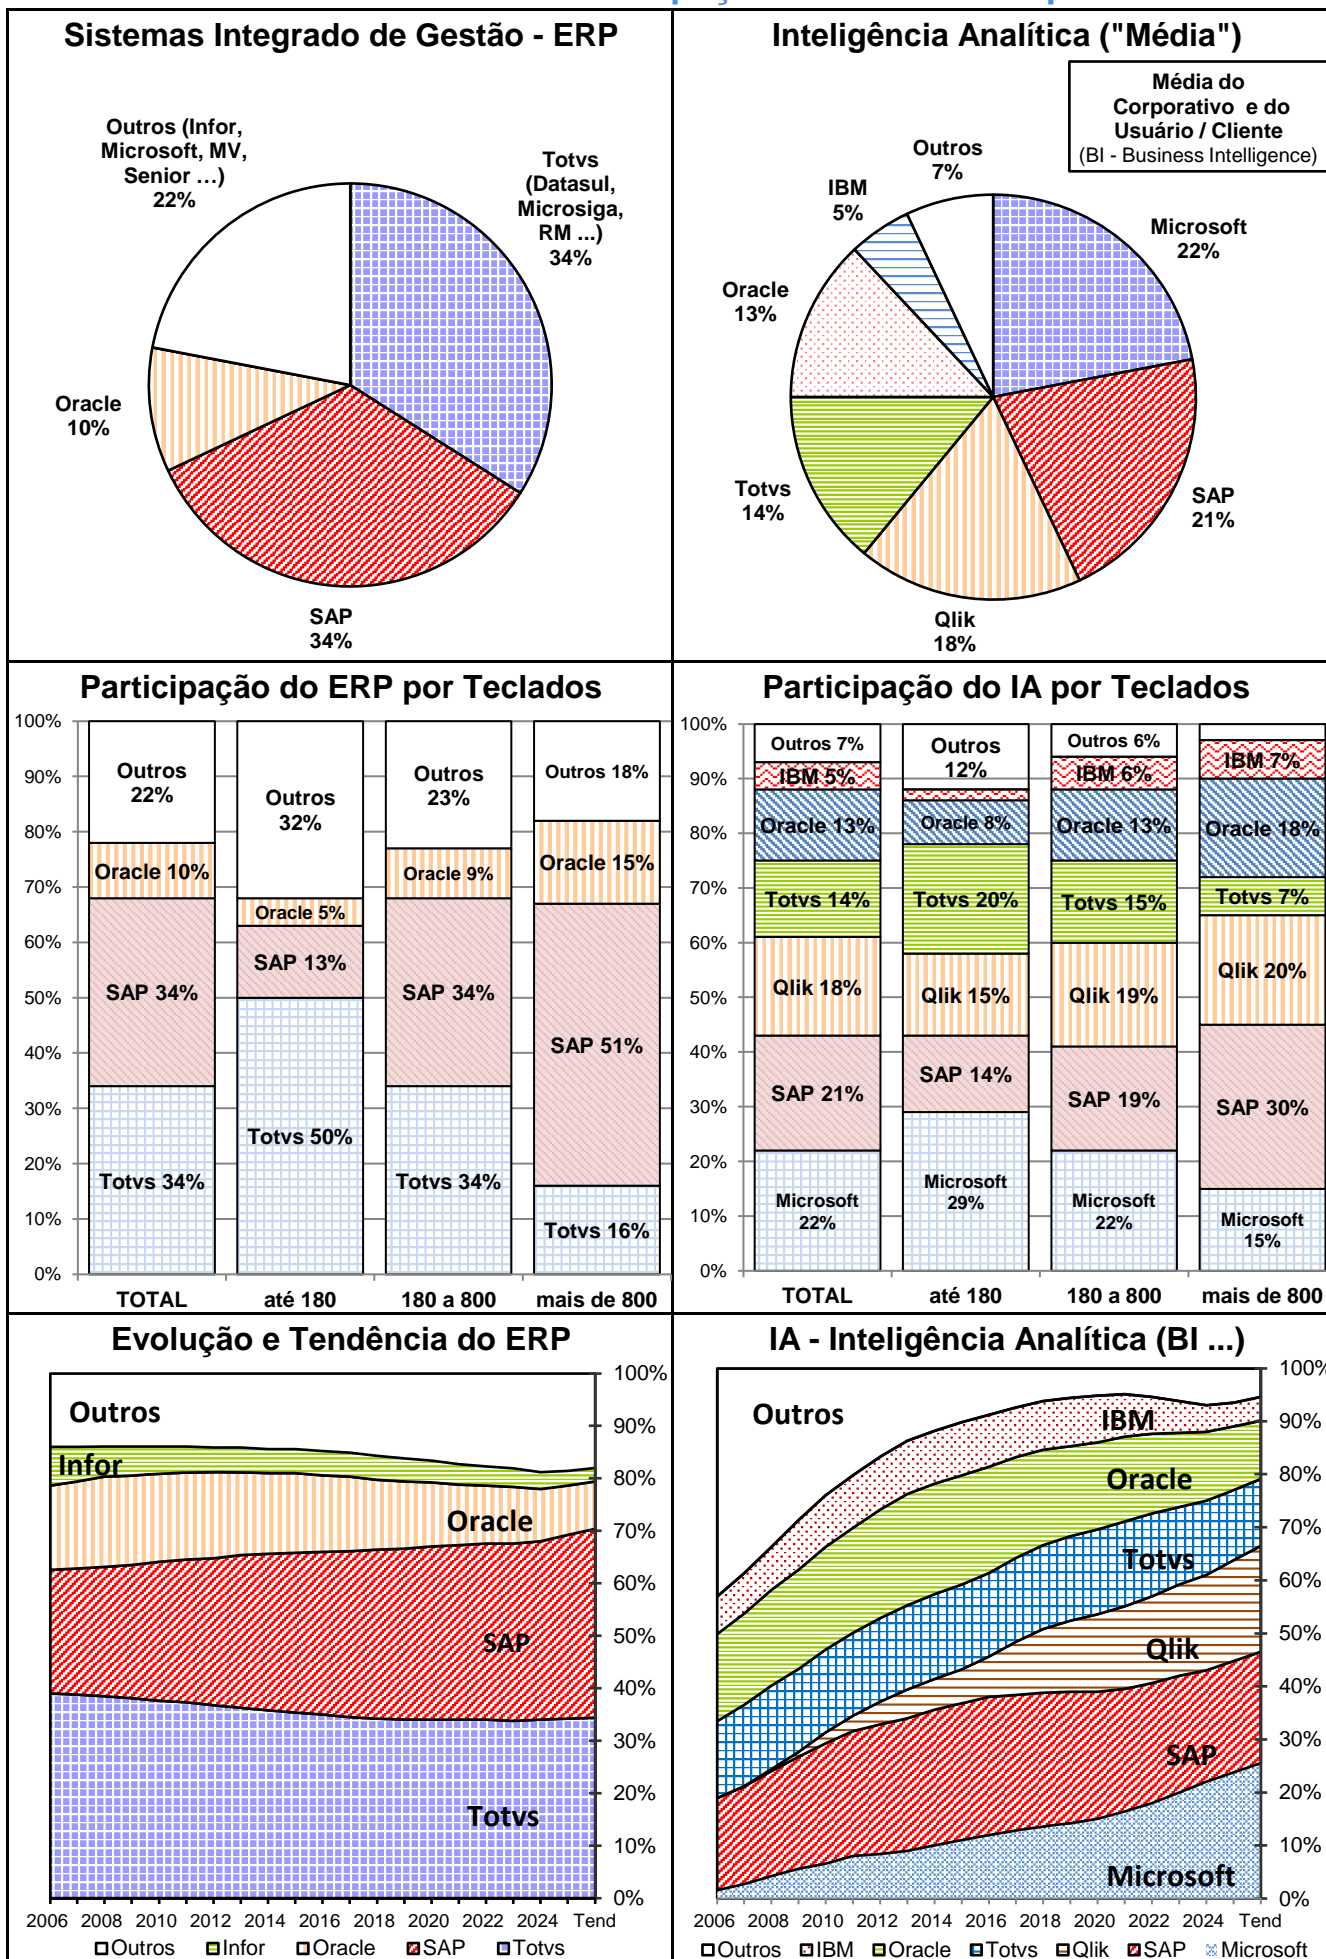 Sistemas Integrado de Gestão - ERP
Outros (Infor,
Microsoft, MV,
Senior ...)
22%
Totvs
(Datasul,
Microsiga,
RM ...)
34%
Oracle
10%
SAP
34%
Inteligência Analítica ("Média")
Média do
Corporativo e do
Usuário / Cliente
(BI - Business Intelligence)
Outros
7%
IBM
5%
Microsoft
22%
Oracle
13%
Totvs
14%
SAP
21%
Qlik
18%
Participação do ERP por Teclados
100%
90%
80%
70%
60%
50%
40%
30%
20%
10%
0%
Outros
22%
Oracle 10%
SAP 34%
Totvs 34%
Outros
32%
Oracle 5%
SAP 13%
Totvs 50%
Outros
23%
Oracle 9%
SAP 34%
Totvs 34%
Outros 18%
Oracle 15%
SAP 51%
Totvs 16%
TOTAL até 180 180 a 800 mais de 800
Participação do IA por Teclados
100%
90%
80%
70%
60%
50%
40%
30%
20%
10%
0%
Outros 7%
IBM 5%
Oracle 13%
Totvs 14%
Qlik 18%
SAP 21%
Microsoft
22%
Outros
12%
Oracle 8%
Totvs 20%
Qlik 15%
SAP 14%
Microsoft
29%
Outros 6%
IBM 6%
Oracle 13%
Totvs 15%
Qlik 19%
SAP 19%
Microsoft
22%
IBM 7%
Oracle 18%
Totvs 7%
Qlik 20%
SAP 30%
Microsoft
15%
TOTAL até 180 180 a 800 mais de 800
Evolução e Tendência do ERP
Outros
Infor
Oracle
SAP
Totvs
100%
90%
80%
70%
60%
50%
40%
30%
20%
10%
0%
2006 2008 2010 2012 2014 2016 2018 2020 2022 2024 Tend
Outros Infor Oracle SAP Totvs
IA - Inteligência Analítica (BI ...)
Outros
IBM
Oracle
Totvs
Qlik
SAP
Microsoft
100%
90%
80%
70%
60%
50%
40%
30%
20%
10%
0%
2006 2008 2010 2012 2014 2016 2018 2020 2022 2024 Tend
Outros IBM Oracle Totvs Qlik SAP Microsoft